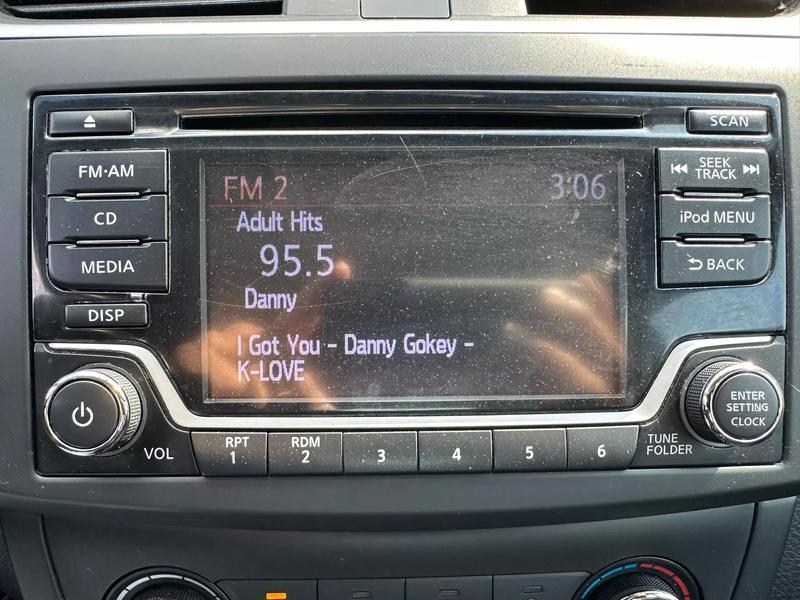 SCAN
FM·AM
CD
MEDIA
DISP
FM 2 3:06
Adult Hits
95.5
Danny
I Got You - Danny Gokey -
K-LOVE
SEEK
TRACK
iPod MENU
BACK
VOL
RPT
1
RDM
2
3
4
5
6
TUNE
FOLDER
ENTER
SETTING
CLOCK